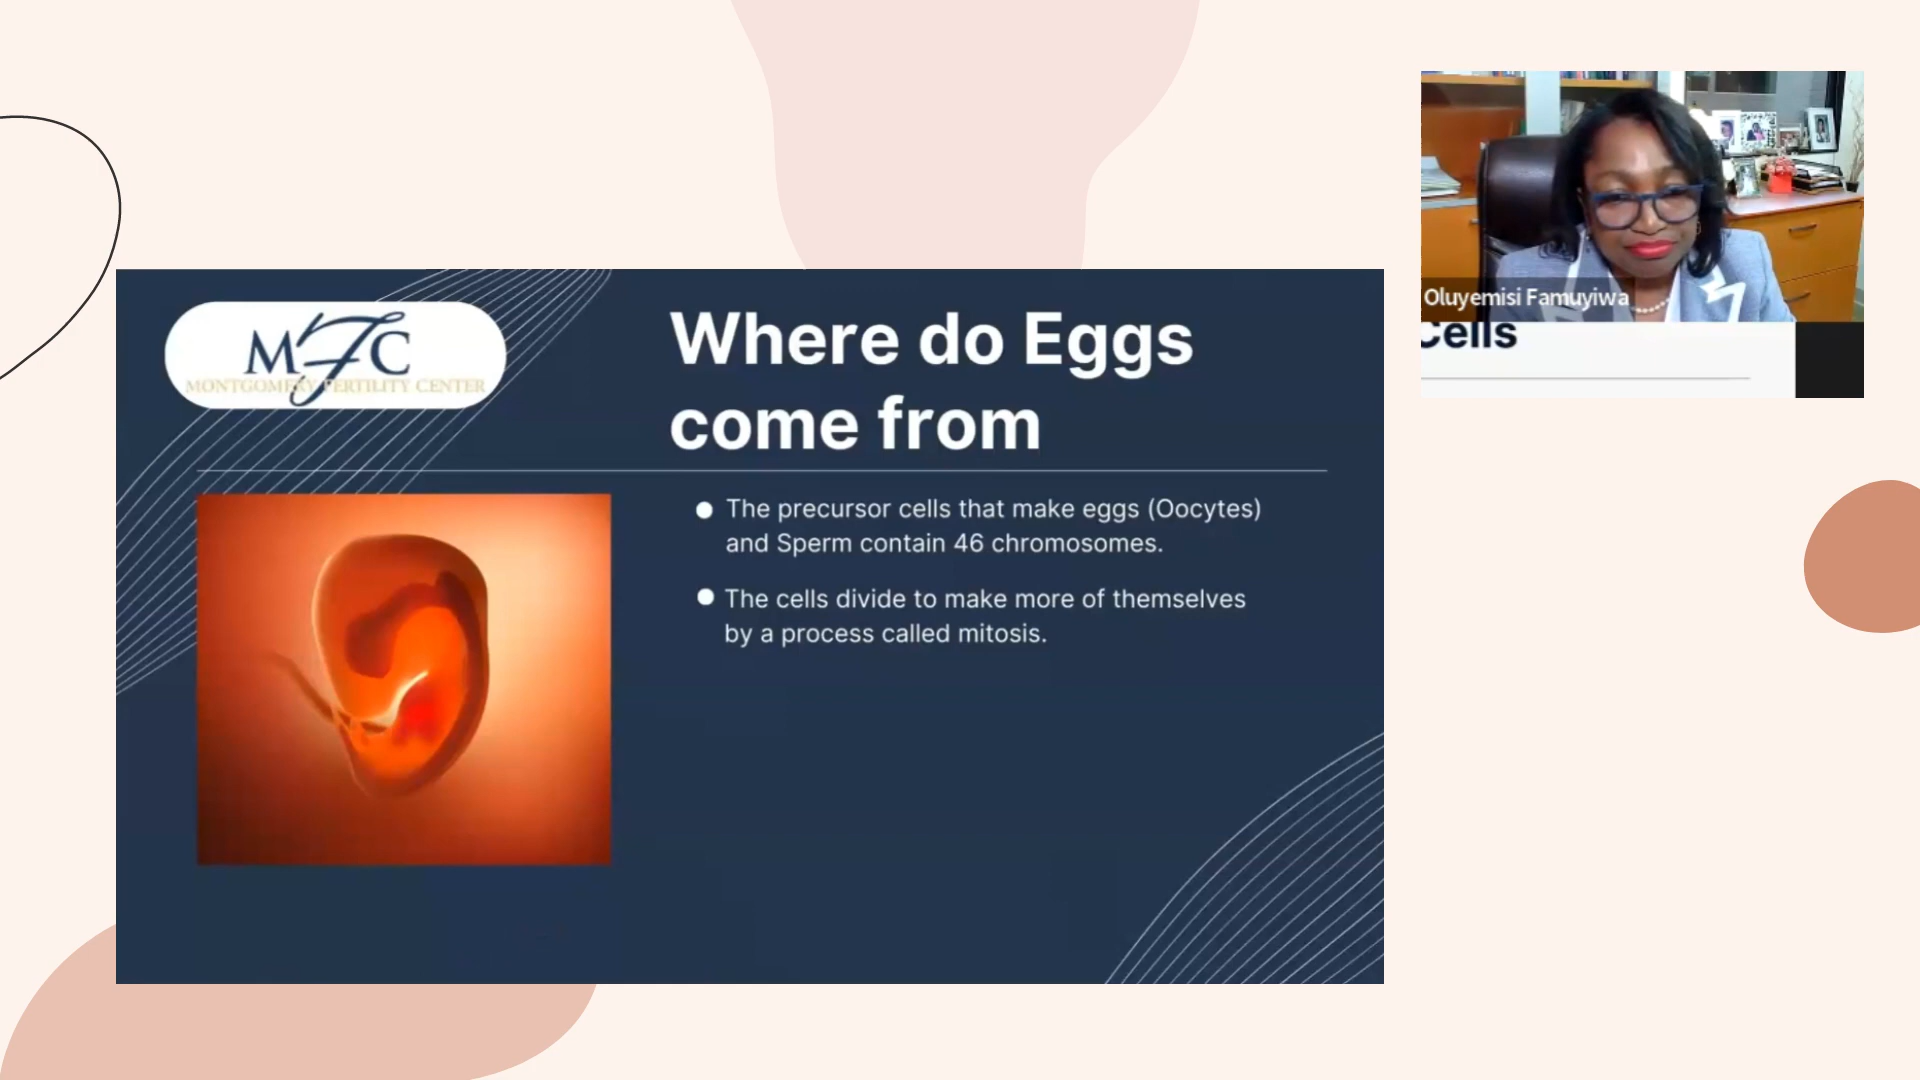 MFC
MONTGOMERY FERTILITY CENTER
Where do Eggs
come from
The precursor cells that make eggs (Oocytes)
and Sperm contain 46 chromosomes.
The cells divide to make more of themselves
by a process called mitosis.
Oluyemisi Famuyiwa
Cells